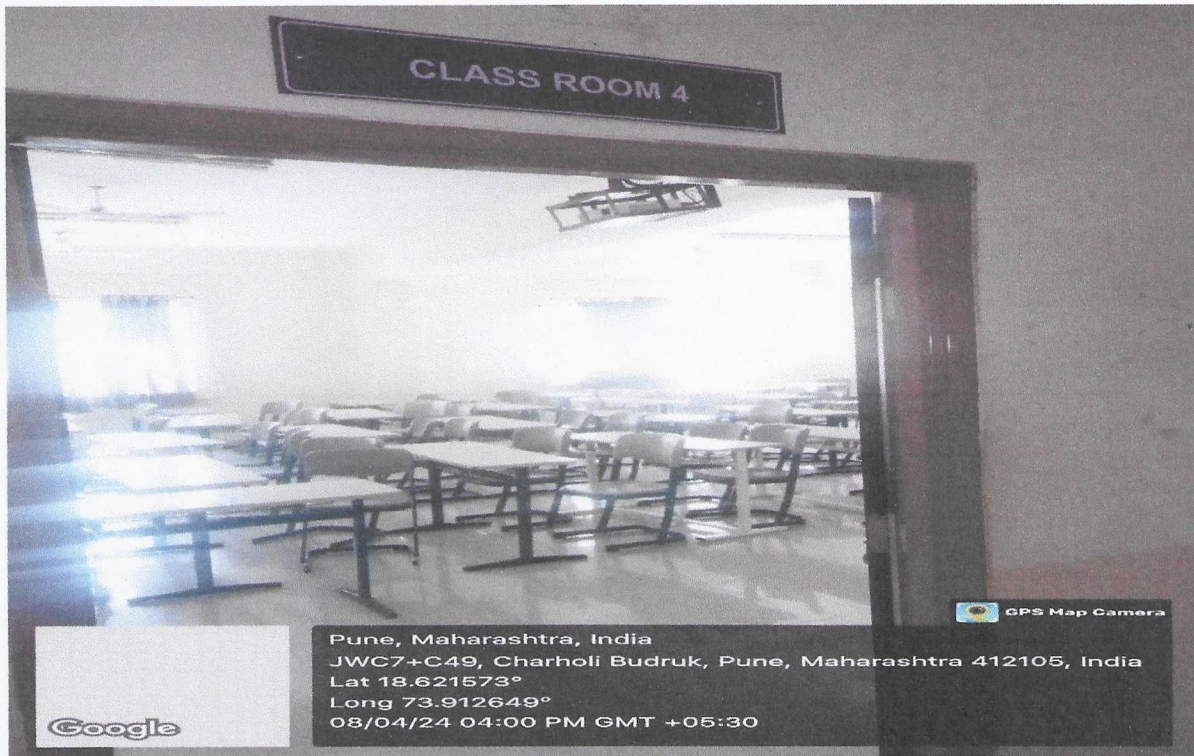 CLASS ROOM 4
GPS Map Camera
Pune, Maharashtra, India
JWC7+C49, Charholi Budruk, Pune, Maharashtra 412105, India
Lat 18.621573°
Long 73.912649°
08/04/24 04:00 PM GMT +05:30
Google